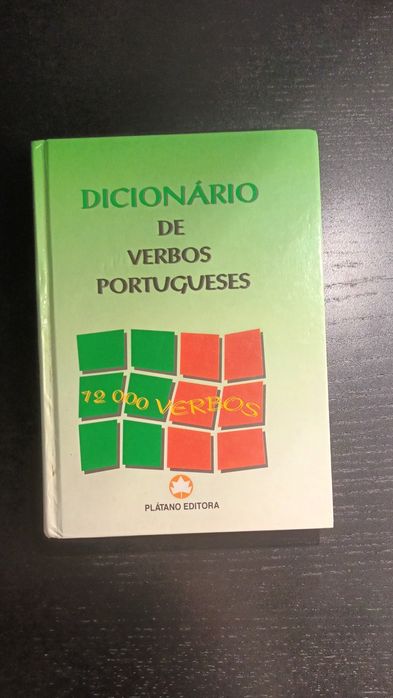 DICIONÁRIO
DE
VERBOS
PORTUGUESES
12 000 VERBOS
PLÁTANO EDITORA